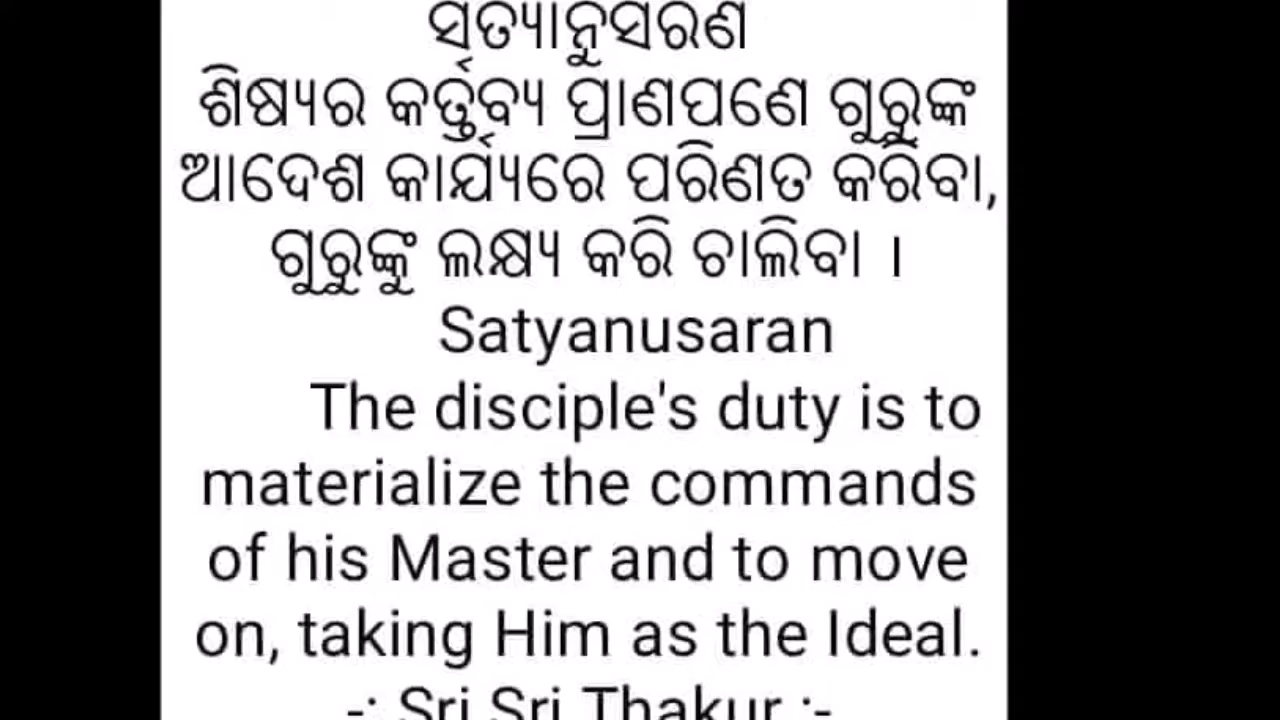 ସତ୍ୟାନୁସରଣ
ଶିଷ୍ୟର କର୍ତ୍ତବ୍ୟ ପ୍ରାଣପଣେ ଗୁରୁଙ୍କ
ଆଦେଶ କାର୍ଯ୍ୟରେ ପରିଣତ କରିବା,
ଗୁରୁଙ୍କୁ ଲକ୍ଷ୍ୟ କରି ଚାଲିବା ।
Satyanusaran
The disciple's duty is to
materialize the commands
of his Master and to move
on, taking Him as the Ideal.
-: Sri Sri Thakur :-